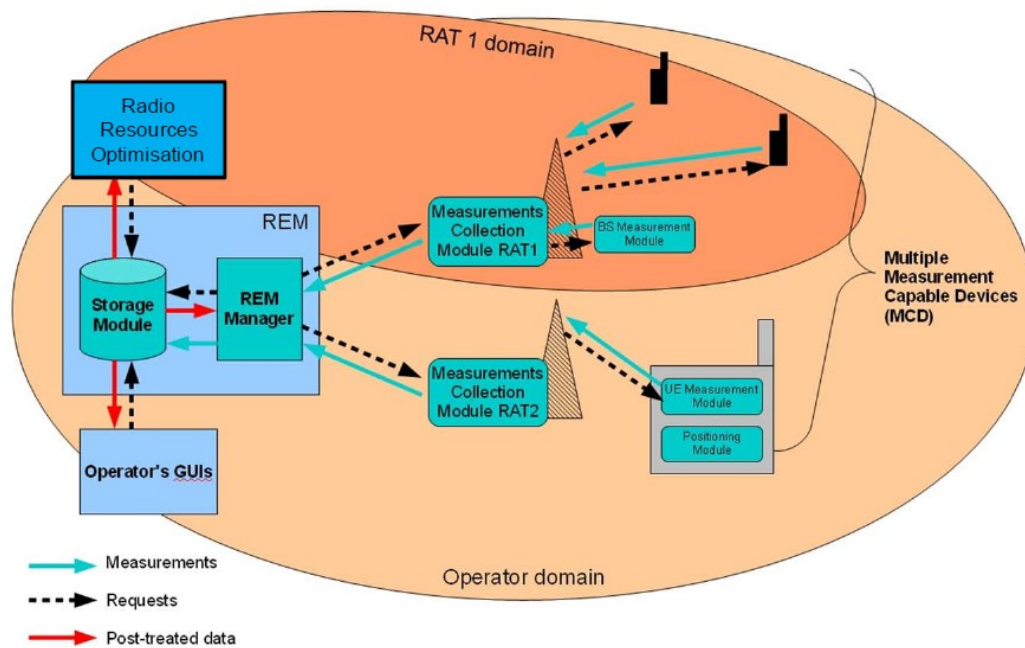 RAT 1 domain
Radio
Resources
Optimisation
REM
Measurements
Collection
Module RAT1
BS Measurement
Module
Storage
Module
REM
Manager
Multiple
Measurement
Capable Devices
(MCD)
Measurements
Collection
Module RAT2
UE Measurement
Module
Positioning
Module
Operator's GUIs
Measurements
Requests
Post-treated data
Operator domain